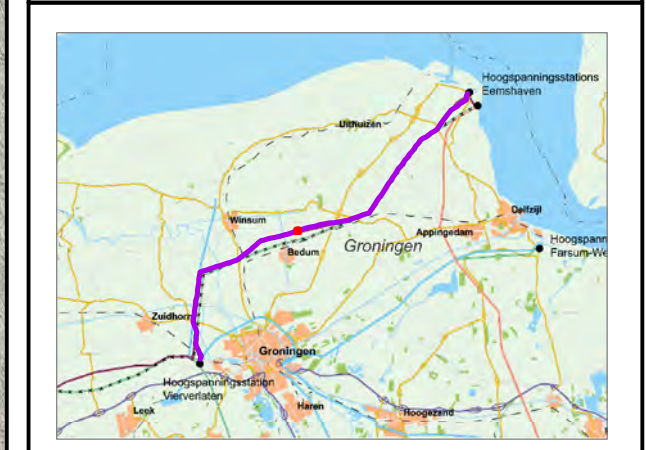 Hoogspanningsstations
Eemshaven
Uithuizen
Delfzijl
Winsum
Appingedam
Groningen
Hoogspann
Farsum-We
Bedum
Zuidhorn
Groningen
Hoogspanningsstation
Vierverlaten
Leek
Haren
Hoogezand